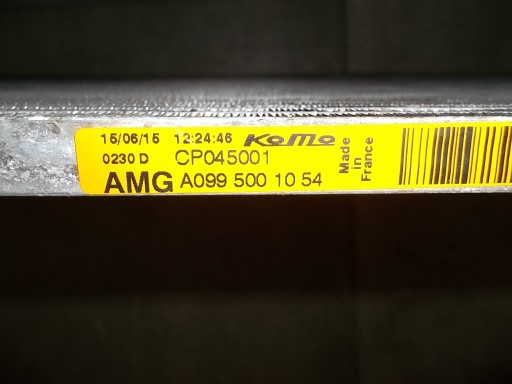 15/06/15 12:24:46 KoMo
0230 D CP045001
AMG A099 500 10 54
Made
in
France